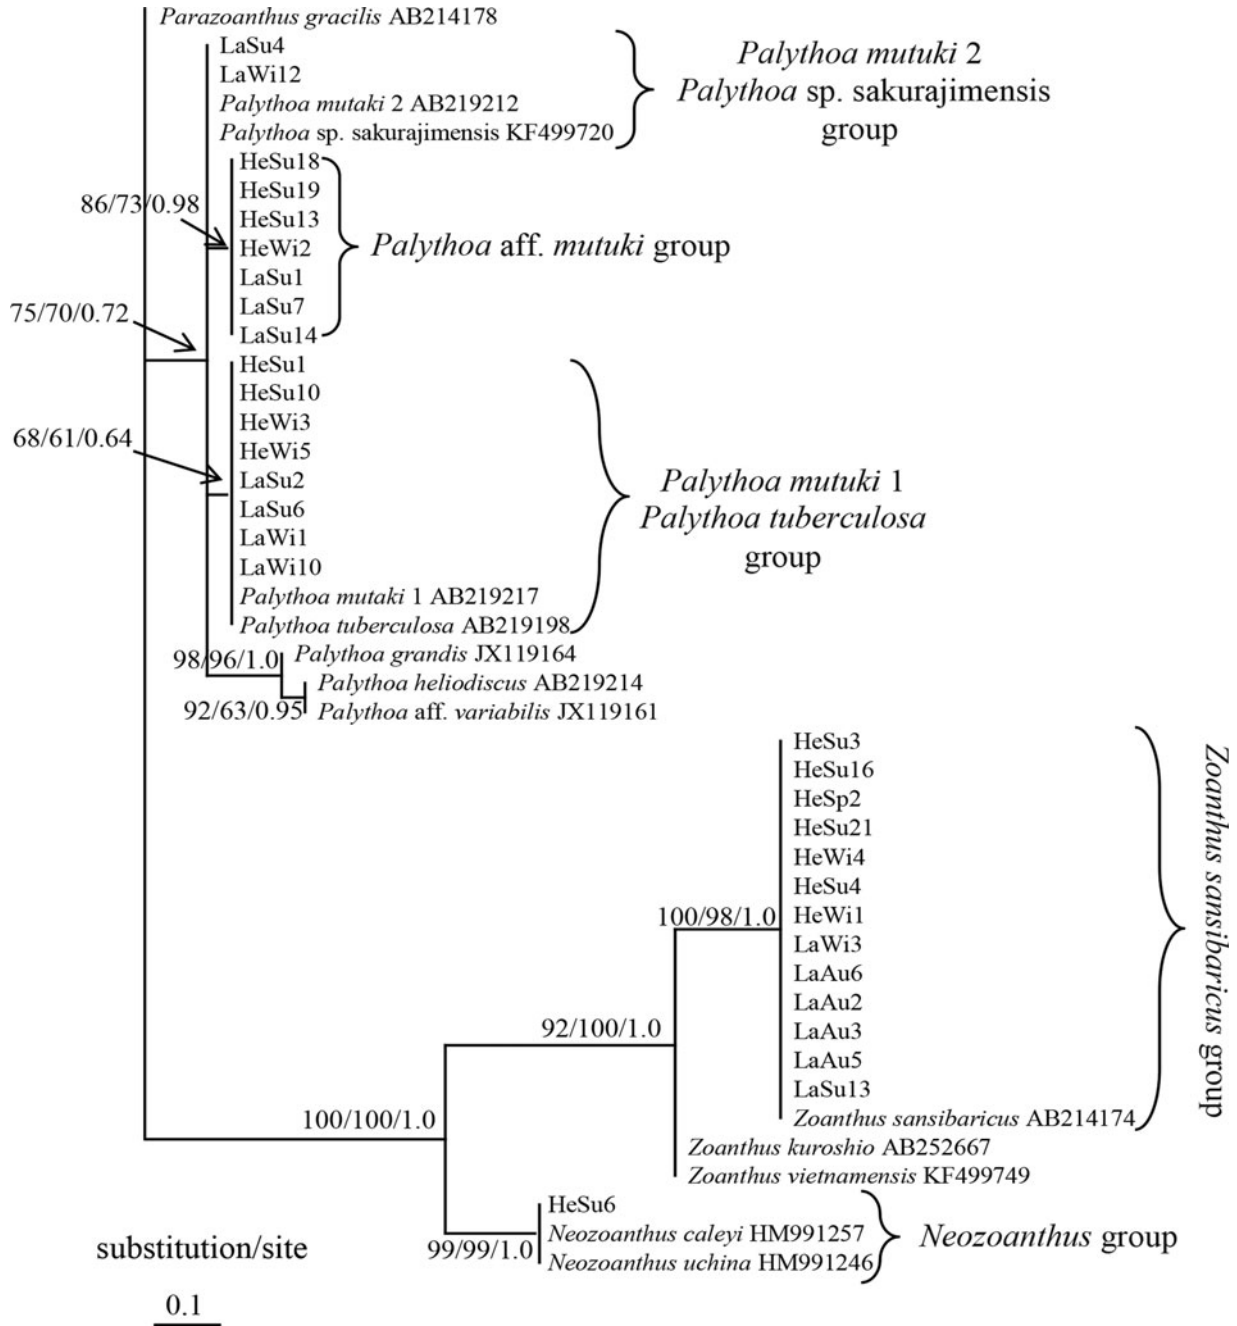 Parazoanthus gracilis AB214178
LaSu4
LaWi12
Palythoa mutaki 2 AB219212
Palythoa sp. sakurajimensis KF499720
Palythoa mutuki 2
Palythoa sp. sakurajimensis
group
HeSu18
HeSu19
HeSu13
HeWi2
LaSu1
LaSu7
LaSu14
86/73/0.98
Palythoa aff. mutuki group
75/70/0.72
HeSu1
HeSu10
HeWi3
HeWi5
LaSu2
LaSu6
LaWi1
LaWi10
Palythoa mutaki 1 AB219217
Palythoa tuberculosa AB219198
68/61/0.64
Palythoa mutuki 1
Palythoa tuberculosa
group
98/96/1.0
Palythoa grandis JX119164
Palythoa heliodiscus AB219214
92/63/0.95
Palythoa aff. variabilis JX119161
HeSu3
HeSu16
HeSp2
HeSu21
HeWi4
HeSu4
HeWi1
LaWi3
LaAu6
LaAu2
LaAu3
LaAu5
LaSu13
Zoanthus sansibaricus AB214174
100/98/1.0
Zoanthus sansibaricus group
92/100/1.0
Zoanthus kuroshio AB252667
Zoanthus vietnamensis KF499749
100/100/1.0
HeSu6
Neozoanthus caleyi HM991257
Neozoanthus uchina HM991246
99/99/1.0
Neozoanthus group
substitution/site
0.1